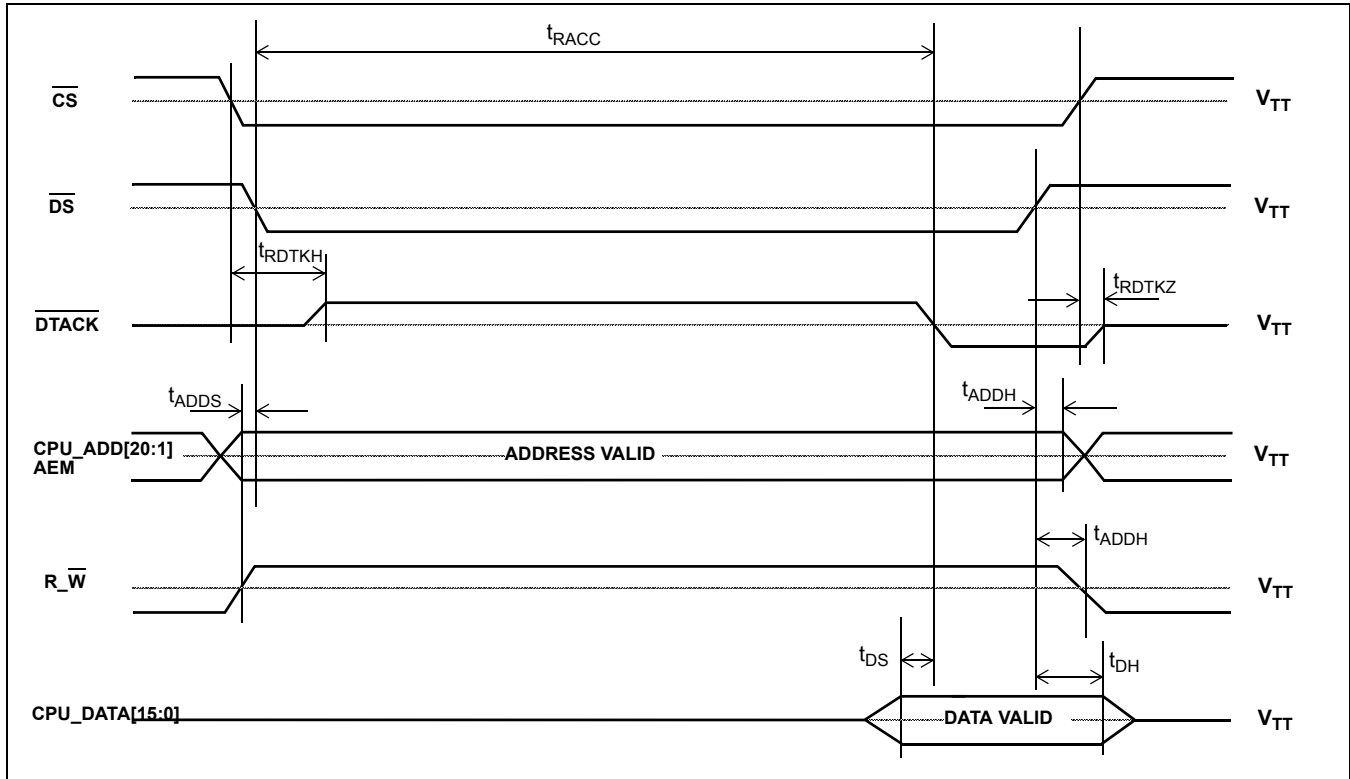 tRACC
CS
VTT
DS
VTT
tRDTKH
tRDTKZ
DTACK
VTT
tADDS
tADDH
CPU_ADD[20:1]
AEM
ADDRESS VALID
VTT
tADDH
R_W
VTT
tDS
tDH
CPU_DATA[15:0]
DATA VALID
VTT